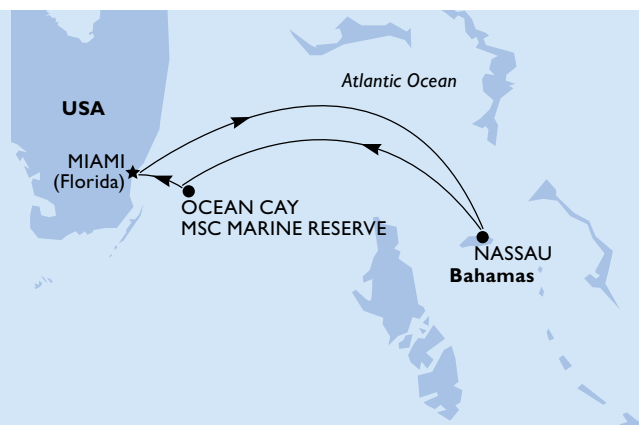 Atlantic Ocean
USA
MIAMI
(Florida)
OCEAN CAY
MSC MARINE RESERVE
NASSAU
Bahamas